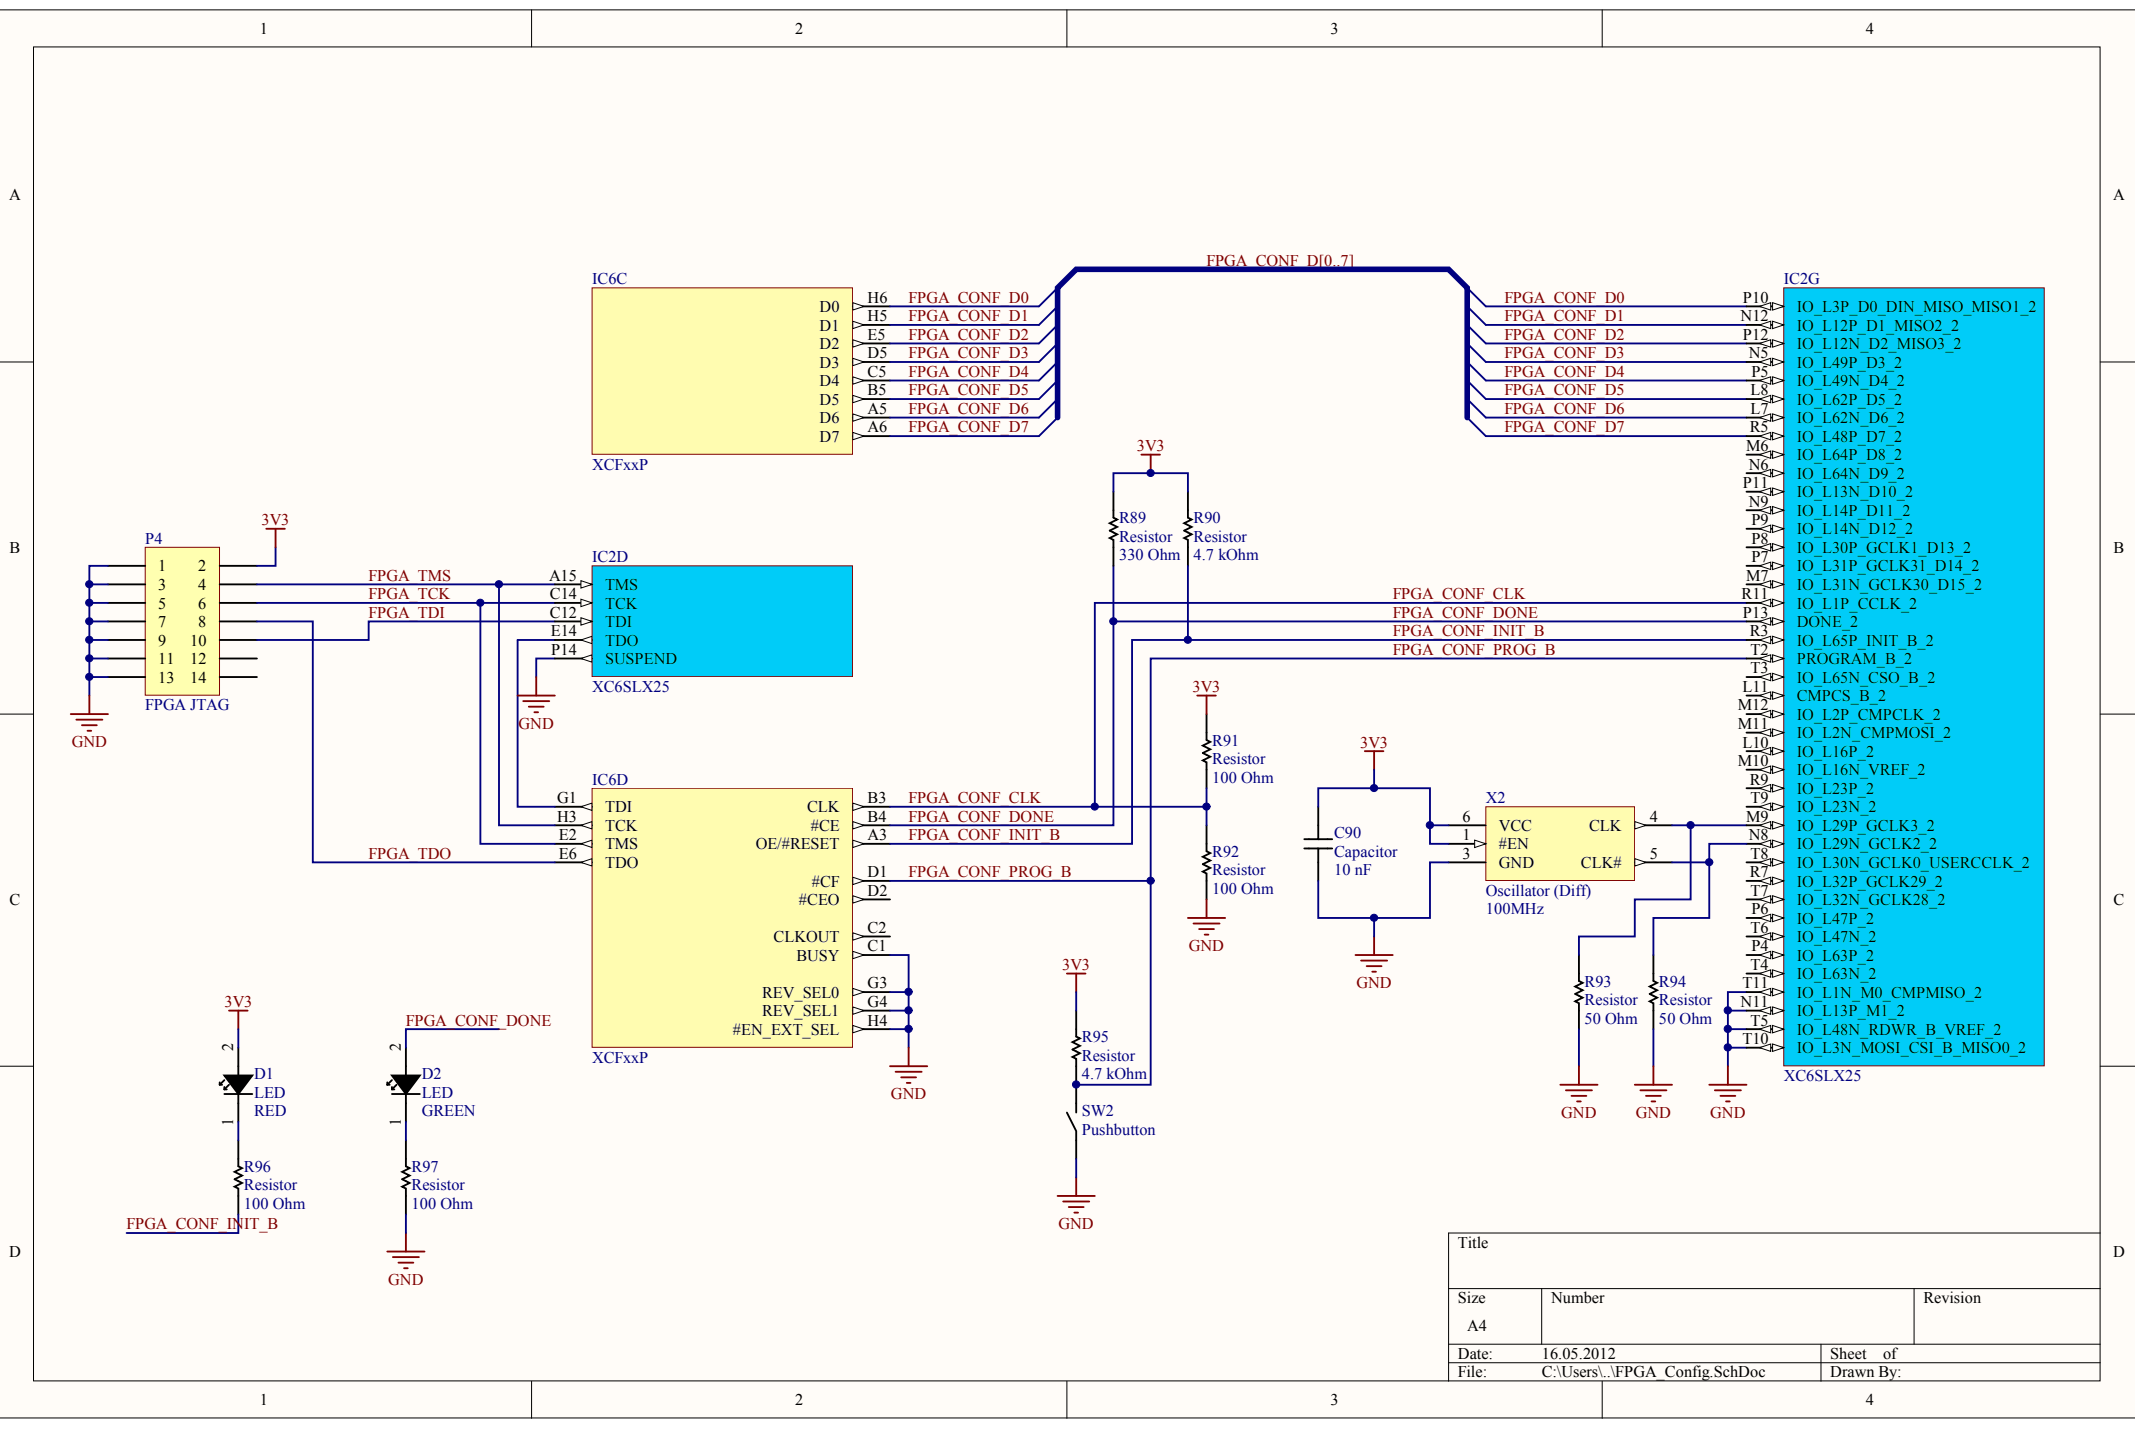 1
2
3
4
A
A
FPGA_CONF_D[0..7]
IC6C
D0 H6 FPGA_CONF_D0
D1 H5 FPGA_CONF_D1
D2 E5 FPGA_CONF_D2
D3 D5 FPGA_CONF_D3
D4 C5 FPGA_CONF_D4
D5 B5 FPGA_CONF_D5
D6 A5 FPGA_CONF_D6
D7 A6 FPGA_CONF_D7
XCFxxP
IC2G
FPGA_CONF_D0 P10 IO_L3P_D0_DIN_MISO_MISO1_2
FPGA_CONF_D1 N12 IO_L12P_D1_MISO2_2
FPGA_CONF_D2 P12 IO_L12N_D2_MISO3_2
FPGA_CONF_D3 N5 IO_L49P_D3_2
FPGA_CONF_D4 P5 IO_L49N_D4_2
FPGA_CONF_D5 L8 IO_L62P_D5_2
FPGA_CONF_D6 L7 IO_L62N_D6_2
FPGA_CONF_D7 R5 IO_L48P_D7_2
M6 IO_L64P_D8_2
N6 IO_L64N_D9_2
P11 IO_L13N_D10_2
N9 IO_L14P_D11_2
P9 IO_L14N_D12_2
P8 IO_L30P_GCLK1_D13_2
P7 IO_L31P_GCLK31_D14_2
M7 IO_L31N_GCLK30_D15_2
FPGA_CONF_CLK R11 IO_L1P_CCLK_2
FPGA_CONF_DONE P13 DONE_2
FPGA_CONF_INIT_B R3 IO_L65P_INIT_B_2
FPGA_CONF_PROG_B T2 PROGRAM_B_2
T3 IO_L65N_CSO_B_2
L11 CMPCS_B_2
M12 IO_L2P_CMPCLK_2
M11 IO_L2N_CMPMOSI_2
L10 IO_L16P_2
M10 IO_L16N_VREF_2
R9 IO_L23P_2
T9 IO_L23N_2
M9 IO_L29P_GCLK3_2
N8 IO_L29N_GCLK2_2
T8 IO_L30N_GCLK0_USERCCLK_2
R7 IO_L32P_GCLK29_2
T7 IO_L32N_GCLK28_2
P6 IO_L47P_2
T6 IO_L47N_2
P4 IO_L63P_2
T4 IO_L63N_2
T11 IO_L1N_M0_CMPMISO_2
N11 IO_L13P_M1_2
T5 IO_L48N_RDWR_B_VREF_2
T10 IO_L3N_MOSI_CSI_B_MISO0_2
XC6SLX25
GND
3V3
R89
Resistor
330 Ohm
R90
Resistor
4.7 kOhm
B
B
3V3
P4
1 2
3 4
5 6
7 8
9 10
11 12
13 14
FPGA JTAG
GND
FPGA_TMS
FPGA_TCK
FPGA_TDI
IC2D
A15 TMS
C14 TCK
C12 TDI
E14 TDO
P14 SUSPEND
XC6SLX25
GND
3V3
R91
Resistor
100 Ohm
R92
Resistor
100 Ohm
GND
FPGA_TDO
IC6D
G1 TDI
H3 TCK
E2 TMS
E6 TDO
CLK B3 FPGA_CONF_CLK
#CE B4 FPGA_CONF_DONE
OE/#RESET A3 FPGA_CONF_INIT_B
#CF D1 FPGA_CONF_PROG_B
#CEO D2
CLKOUT C2
BUSY C1
REV_SEL0 G3
REV_SEL1 G4
#EN_EXT_SEL H4
XCFxxP
GND
3V3
C90
Capacitor
10 nF
GND
X2
6 VCC CLK 4
1 #EN
3 GND CLK# 5
Oscillator (Diff)
100MHz
C
C
R93
Resistor
50 Ohm
GND
R94
Resistor
50 Ohm
GND
3V3
R95
Resistor
4.7 kOhm
SW2
Pushbutton
GND
3V3
2
D1
LED
RED
1
R96
Resistor
100 Ohm
FPGA_CONF_INIT_B
FPGA_CONF_DONE
2
D2
LED
GREEN
1
R97
Resistor
100 Ohm
GND
D
D
Title
Size
A4
Number
Revision
Date: 16.05.2012 Sheet of
File: C:\Users\..\FPGA_Config.SchDoc Drawn By:
1
2
3
4